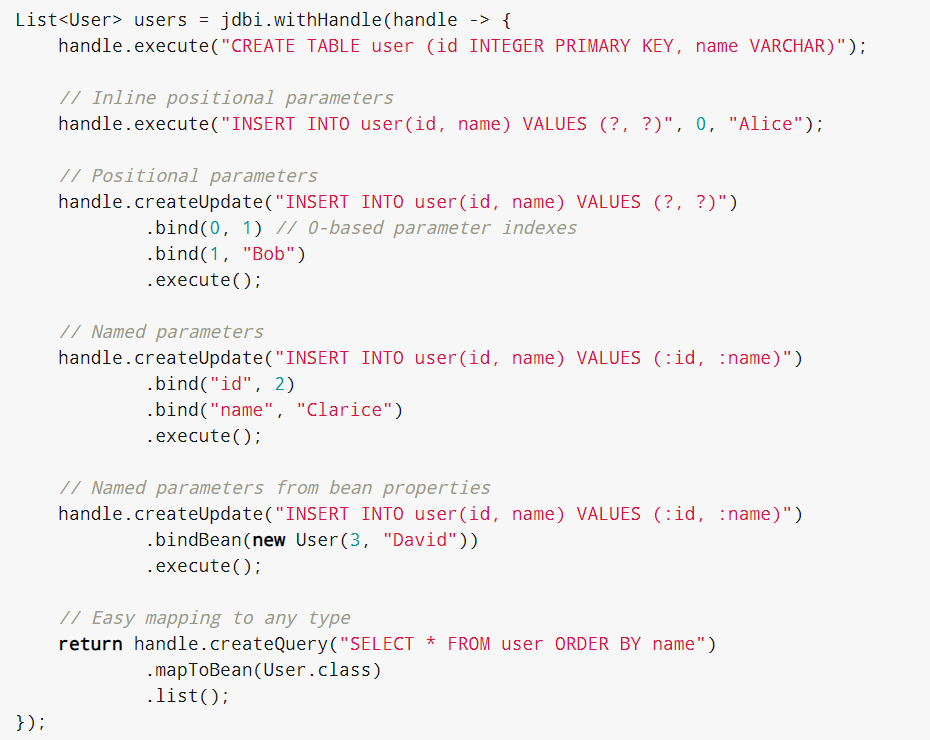 List<User> users = jdbi.withHandle(handle -> {
    handle.execute("CREATE TABLE user (id INTEGER PRIMARY KEY, name VARCHAR)");

    // Inline positional parameters
    handle.execute("INSERT INTO user(id, name) VALUES (?, ?)", 0, "Alice");

    // Positional parameters
    handle.createUpdate("INSERT INTO user(id, name) VALUES (?, ?)")
            .bind(0, 1) // 0-based parameter indexes
            .bind(1, "Bob")
            .execute();

    // Named parameters
    handle.createUpdate("INSERT INTO user(id, name) VALUES (:id, :name)")
            .bind("id", 2)
            .bind("name", "Clarice")
            .execute();

    // Named parameters from bean properties
    handle.createUpdate("INSERT INTO user(id, name) VALUES (:id, :name)")
            .bindBean(new User(3, "David"))
            .execute();

    // Easy mapping to any type
    return handle.createQuery("SELECT * FROM user ORDER BY name")
            .mapToBean(User.class)
            .list();
});